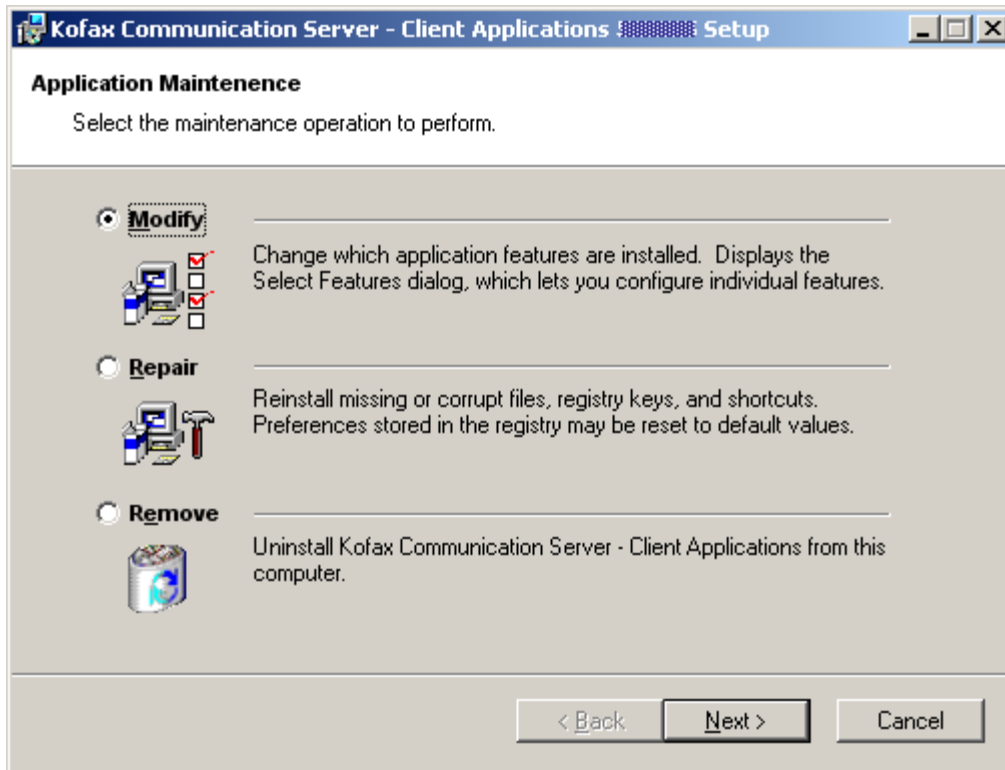 Kofax Communication Server - Client Applications Setup
Application Maintenence
Select the maintenance operation to perform.
Modify
Change which application features are installed. Displays the
Select Features dialog, which lets you configure individual features.
Repair
Reinstall missing or corrupt files, registry keys, and shortcuts.
Preferences stored in the registry may be reset to default values.
Remove
Uninstall Kofax Communication Server - Client Applications from this
computer.
< Back
Next >
Cancel